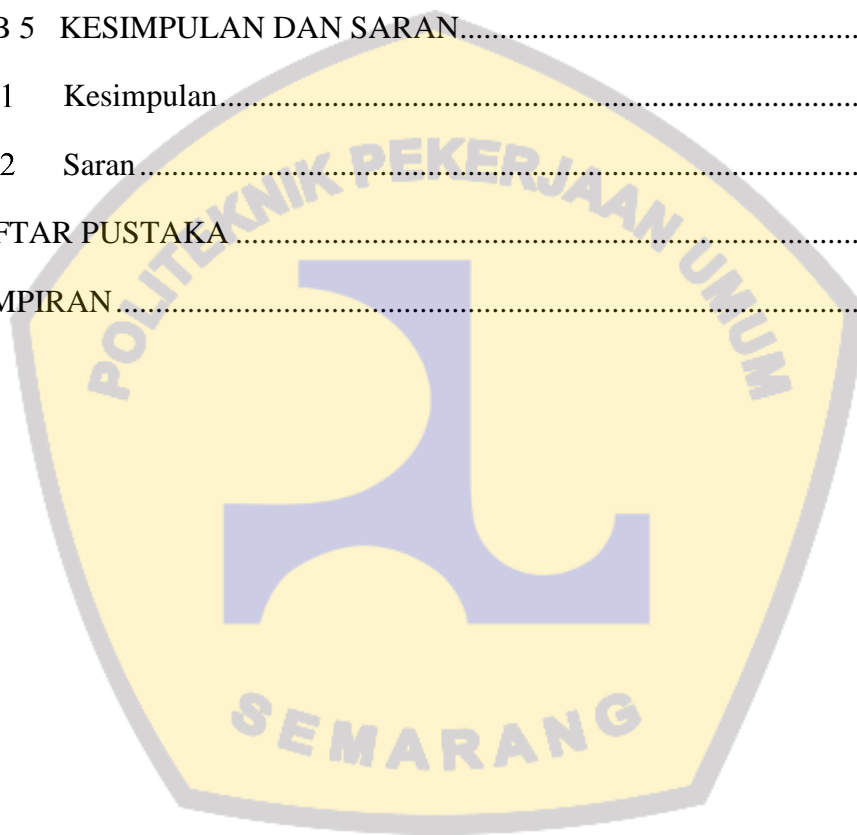 B 5 KESIMPULAN DAN SARAN..........................................................
1 Kesimpulan..........................................................................................
2 Saran.....................................................................................................
FTAR PUSTAKA .....................................................................................
MPIRAN.....................................................................................................
POLITEKNIK PEKERJAAN UMUM
SEMARANG